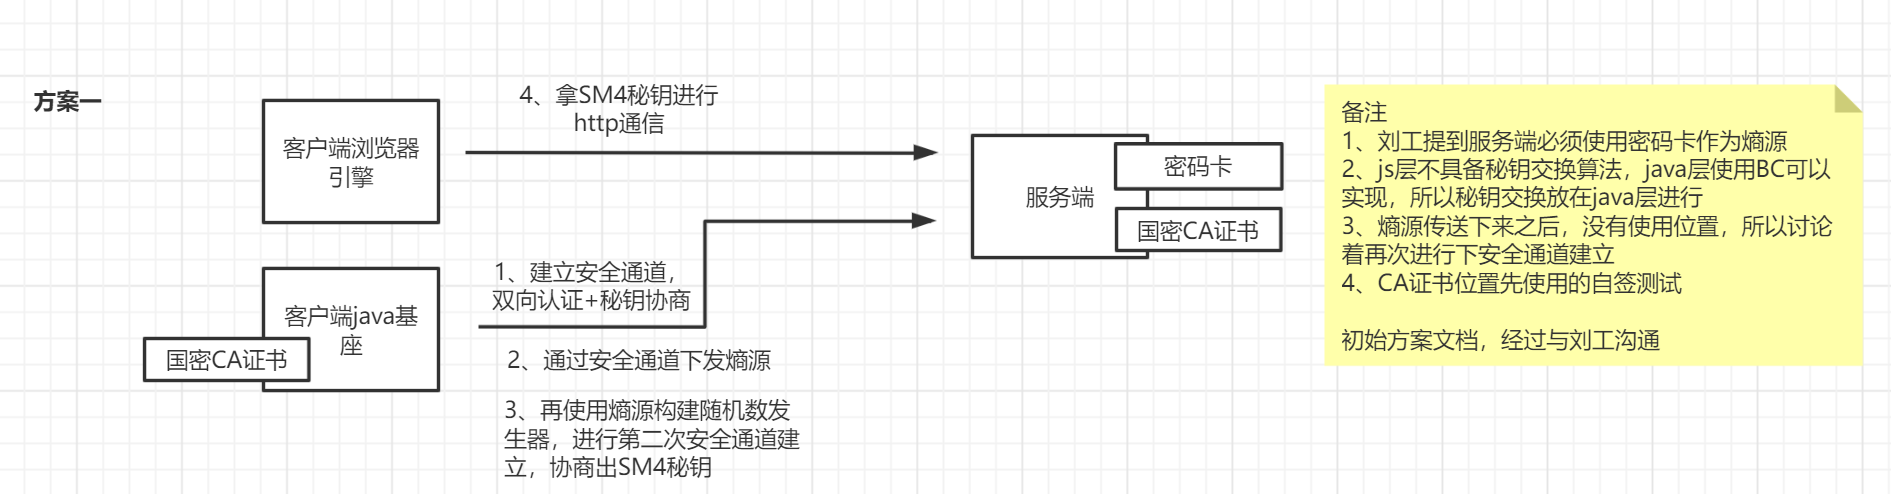 方案一
客户端浏览器
引擎
4、拿SM4秘钥进行
http通信
服务端
密码卡
国密CA证书
客户端java基
座
国密CA证书
1、建立安全通道，
双向认证+秘钥协商
2、通过安全通道下发熵源
3、再使用熵源构建随机数发
生器，进行第二次安全通道建
立，协商出SM4秘钥
备注
1、刘工提到服务端必须使用密码卡作为熵源
2、js层不具备秘钥交换算法，java层使用BC可以
实现，所以秘钥交换放在java层进行
3、熵源传送下来之后，没有使用位置，所以讨论
着再次进行下安全通道建立
4、CA证书位置先使用的自签测试
初始方案文档，经过与刘工沟通